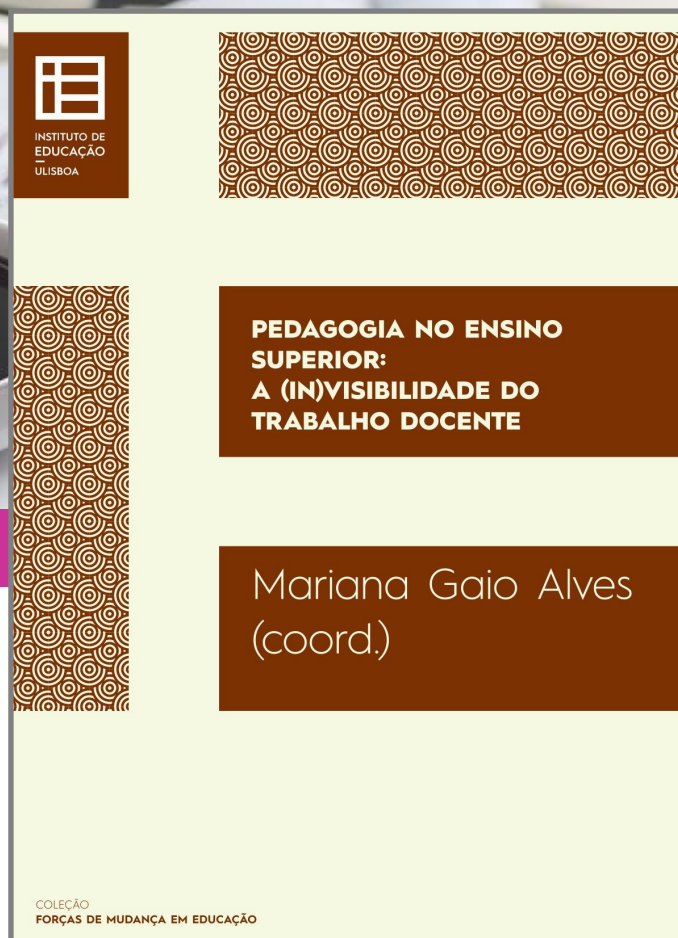 INSTITUTO DE
EDUCAÇÃO
ULISBOA
PEDAGOGIA NO ENSINO
SUPERIOR:
A (IN)VISIBILIDADE DO
TRABALHO DOCENTE
Mariana Gaio Alves
(coord.)
COLEÇÃO
FORÇAS DE MUDANÇA EM EDUCAÇÃO